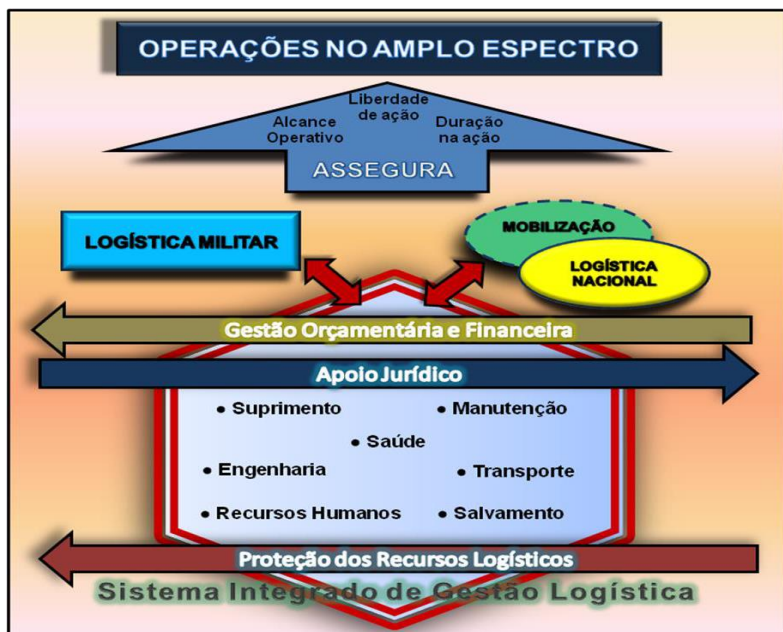 OPERAÇÕES NO AMPLO ESPECTRO
Liberdade
de ação
Alcance
Operativo
Duração
na ação
ASSEGURA
LOGÍSTICA MILITAR
MOBILIZAÇÃO
LOGÍSTICA
NACIONAL
Gestão Orçamentária e Financeira
Apoio Jurídico
• Suprimento
• Manutenção
• Saúde
• Engenharia
• Transporte
• Recursos Humanos
• Salvamento
Proteção dos Recursos Logísticos
Sistema Integrado de Gestão Logística